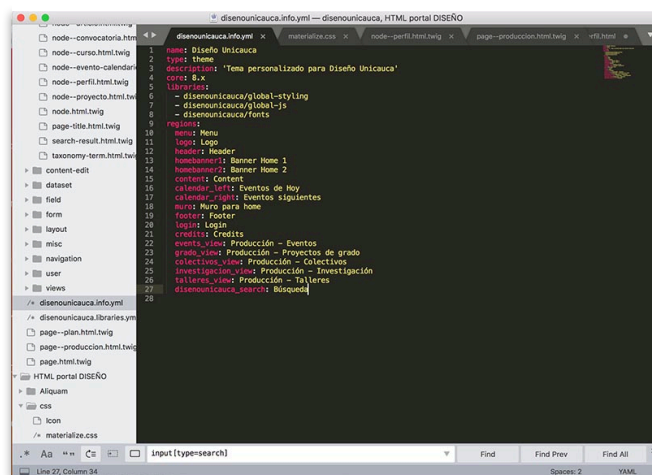 disenounicauca.info.yml — disenounicauca, HTML portal DISEÑO
node--convocatoria.htm
node--curso.html.twig
node--evento-calendari
node--perfil.html.twig
node--proyecto.html.twi
node.html.twig
page-title.html.twig
search-result.html.twig
taxonomy-term.html.twi
content-edit
dataset
field
form
layout
misc
navigation
user
views
disenounicauca.info.yml
disenounicauca.libraries.ym
page--plan.html.twig
page--produccion.html.twig
page.html.twig
HTML portal DISEÑO
Aliquam
css
Icon
materialize.css
disenounicauca.info.yml × materialize.css × node--perfil.html.twig × page--produccion.html.twig ×
1 name: Diseño Unicauca
2 type: theme
3 description: 'Tema personalizado para Diseño Unicauca'
4 core: 8.x
5 libraries:
6 - disenounicauca/global-styling
7 - disenounicauca/global-js
8 - disenounicauca/fonts
9 regions:
10 menu: Menu
11 logo: Logo
12 header: Header
13 homebanner1: Banner Home 1
14 homebanner2: Banner Home 2
15 content: Content
16 calendar_left: Eventos de Hoy
17 calendar_right: Eventos siguientes
18 muro: Muro para home
19 footer: Footer
20 login: Login
21 credits: Credits
22 events_view: Producción - Eventos
23 grado_view: Producción - Proyectos de grado
24 colectivos_view: Producción - Colectivos
25 investigacion_view: Producción - Investigación
26 talleres_view: Producción - Talleres
27 disenounicauca_search: Búsqueda
28
.* Aa “” input[type=search] Find Find Prev Find All
Line 27, Column 34 Spaces: 2 YAML